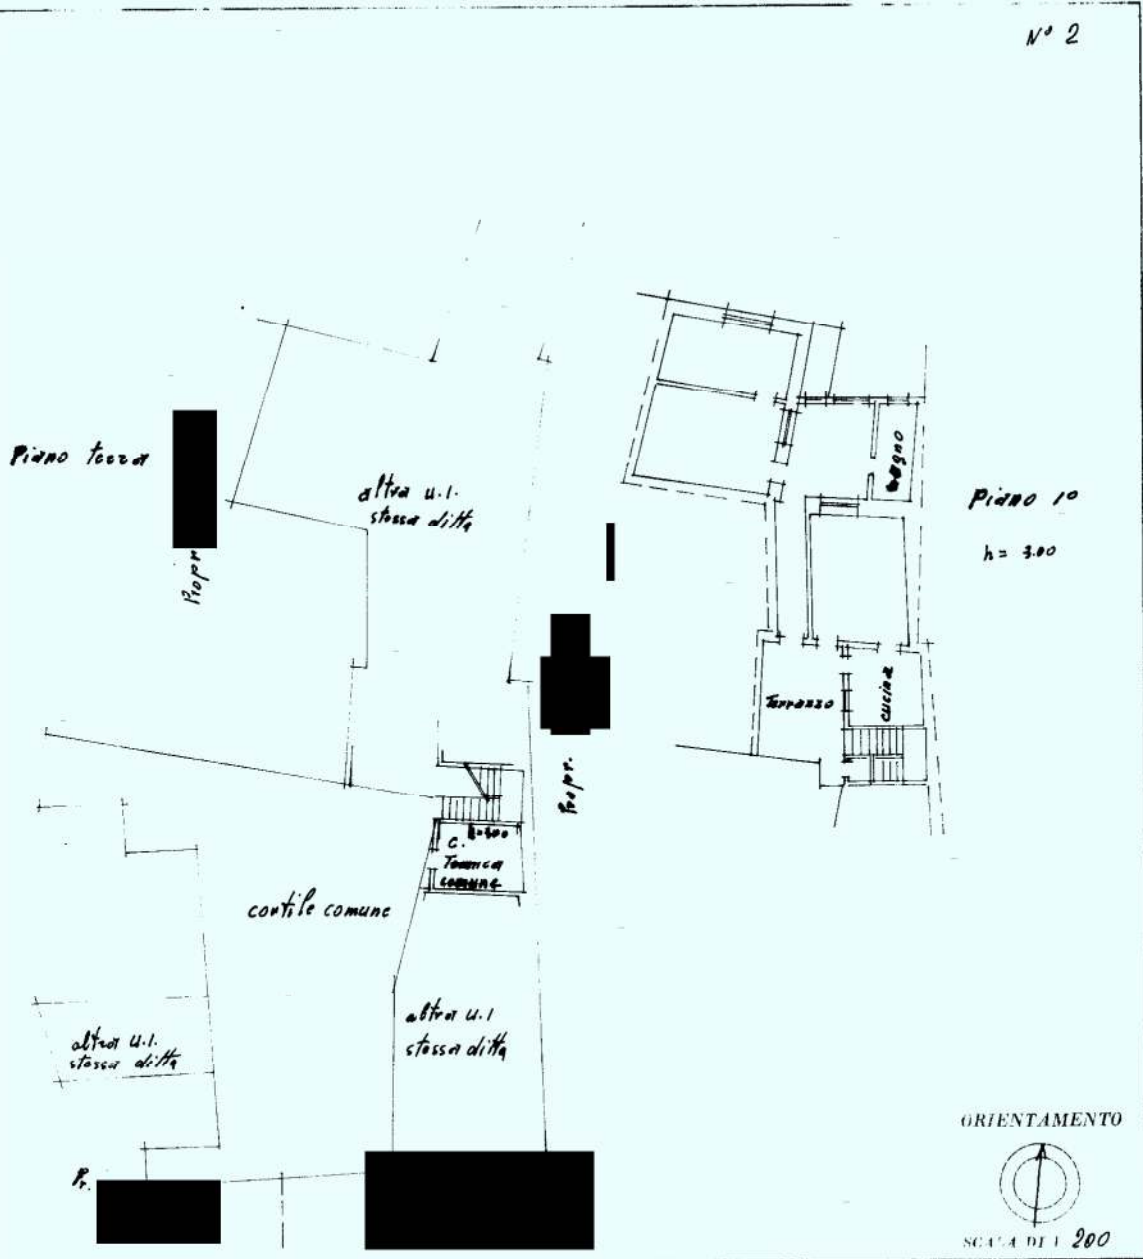 N° 2
Piano terra
Propr.
altra u.i.
stessa ditta
Propr.
bagno
Piano 1°
h = 3.00
Terrazzo
cucina
C.
Termica
comune
cortile comune
altra u.i
stessa ditta
altra u.i.
stessa ditta
Pr.
ORIENTAMENTO
SCALA DI 1 200